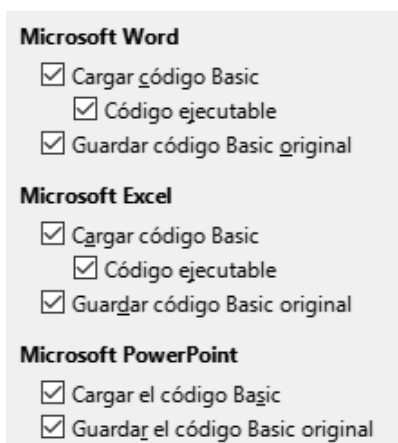 Microsoft Word
Cargar código Basic
Código ejecutable
Guardar código Basic original
Microsoft Excel
Cargar código Basic
Código ejecutable
Guardar código Basic original
Microsoft PowerPoint
Cargar el código Basic
Guardar el código Basic original